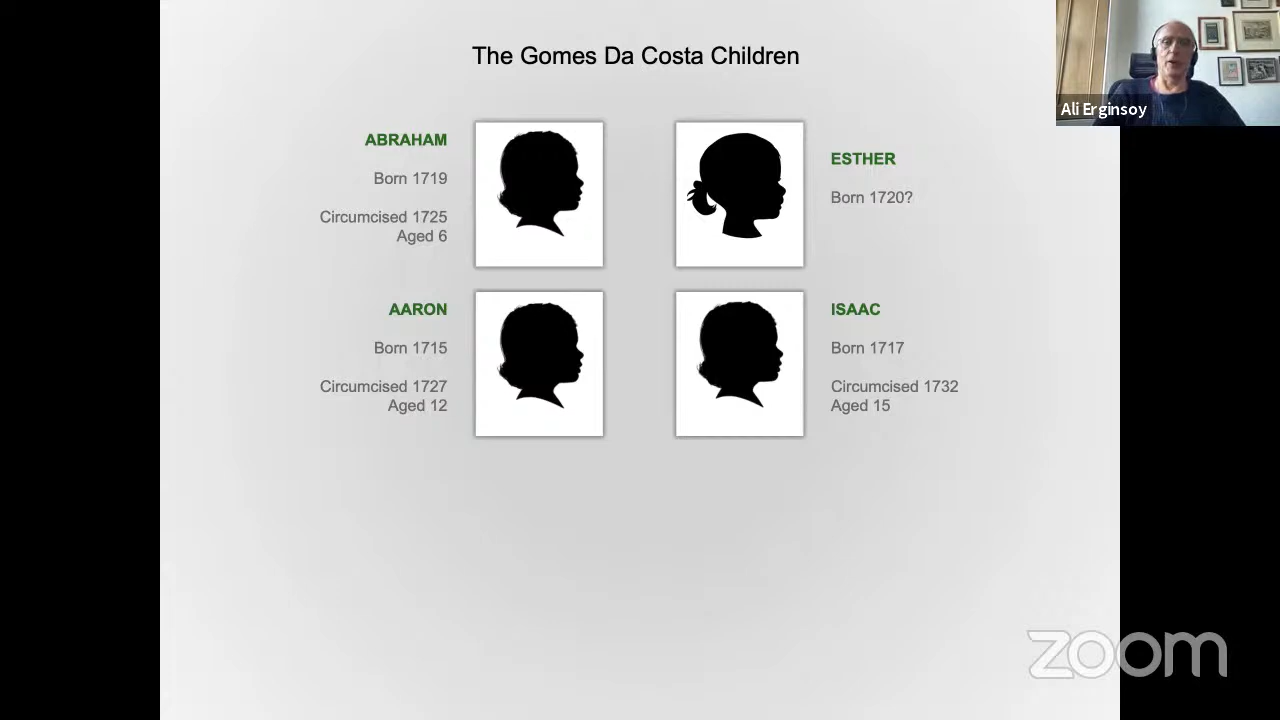 The Gomes Da Costa Children
Ali Erginsoy
ABRAHAM
Born 1719
Circumcised 1725
Aged 6
ESTHER
Born 1720?
AARON
Born 1715
Circumcised 1727
Aged 12
ISAAC
Born 1717
Circumcised 1732
Aged 15
zoom